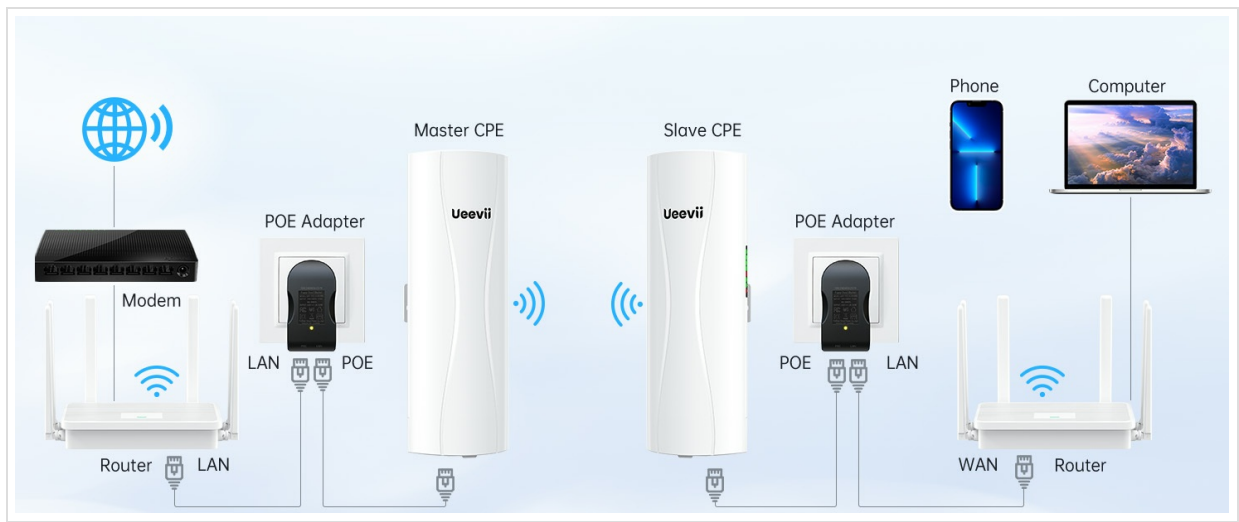 Phone
Computer
Master CPE
Slave CPE
Ueevii
Ueevii
POE Adapter
POE Adapter
Modem
LAN
POE
POE
LAN
Router
LAN
WAN
Router